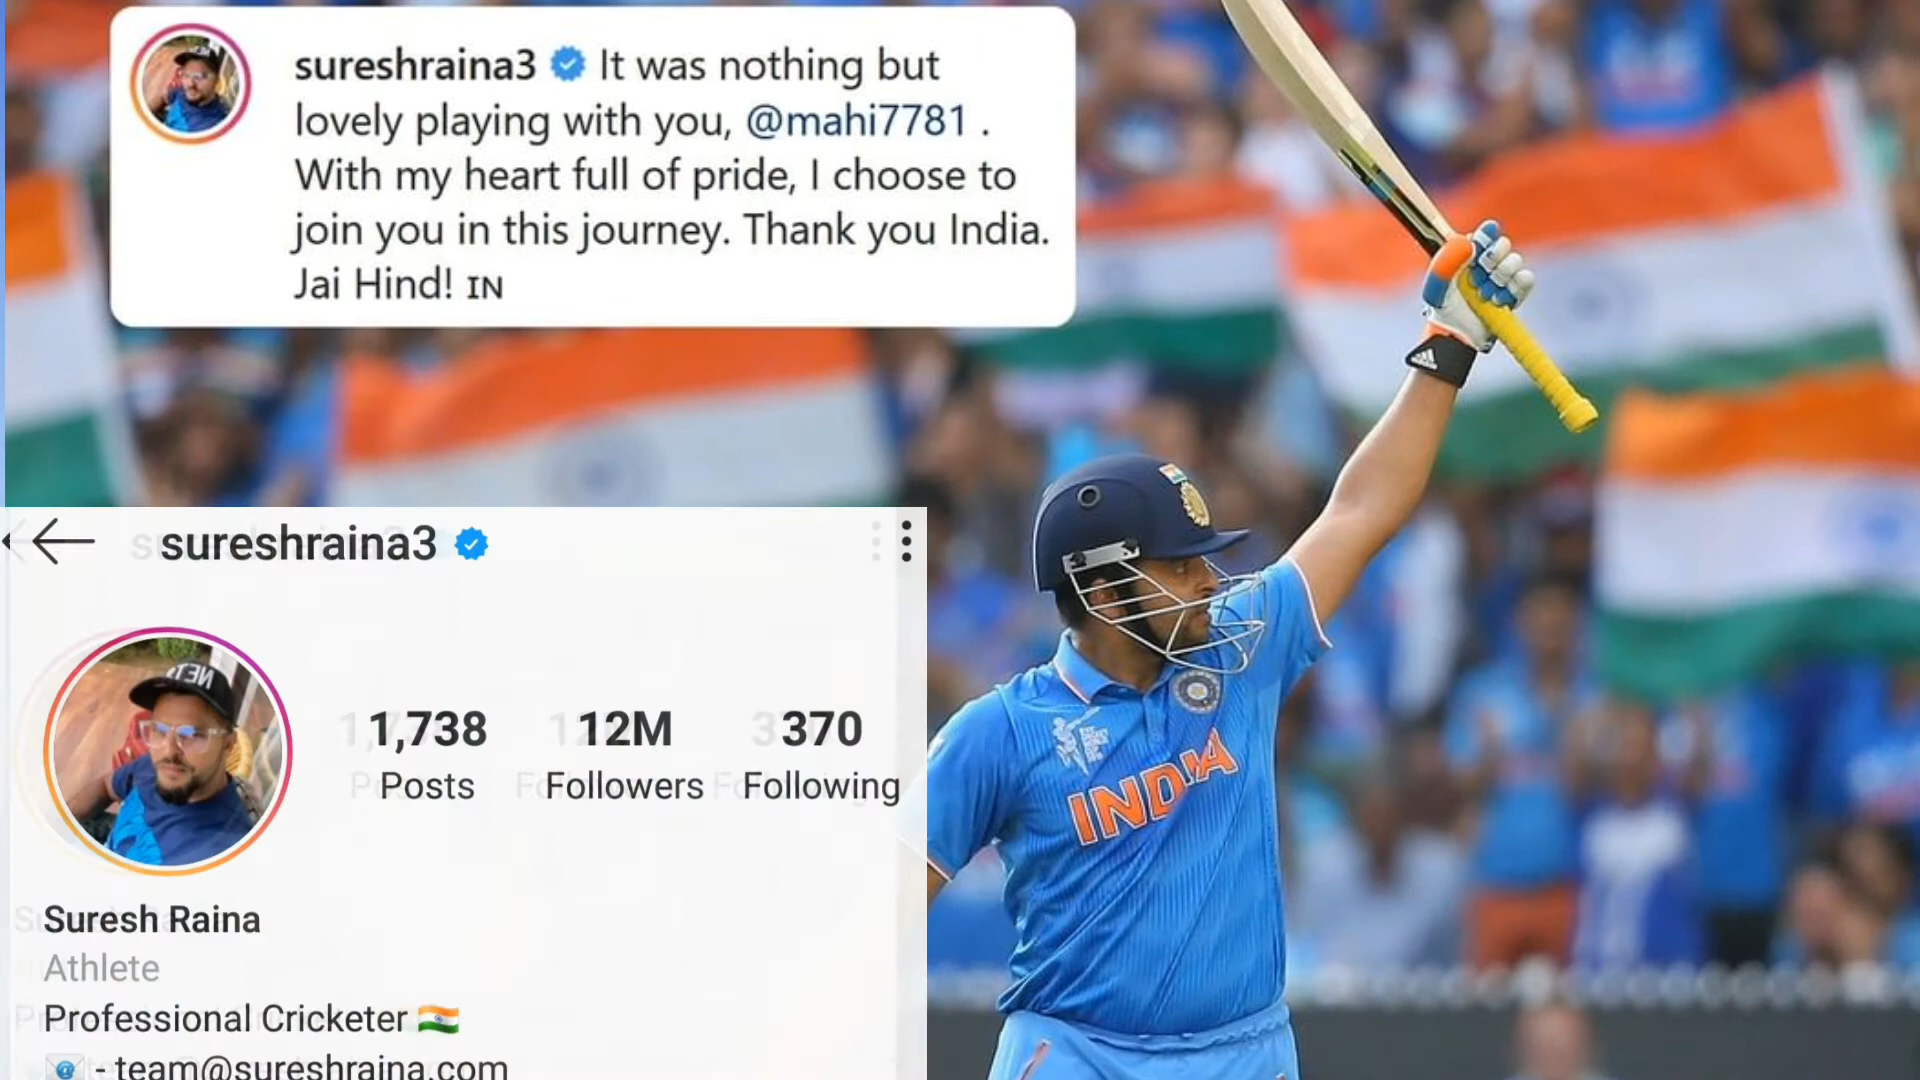 sureshraina3 It was nothing but
lovely playing with you, @mahi7781 .
With my heart full of pride, I choose to
join you in this journey. Thank you India.
Jai Hind! IN
sureshraina3
NETS
1,738 12M 370
Posts Followers Following
Suresh Raina
Athlete
Professional Cricketer 🇮🇳
- team@sureshraina.com
INDIA